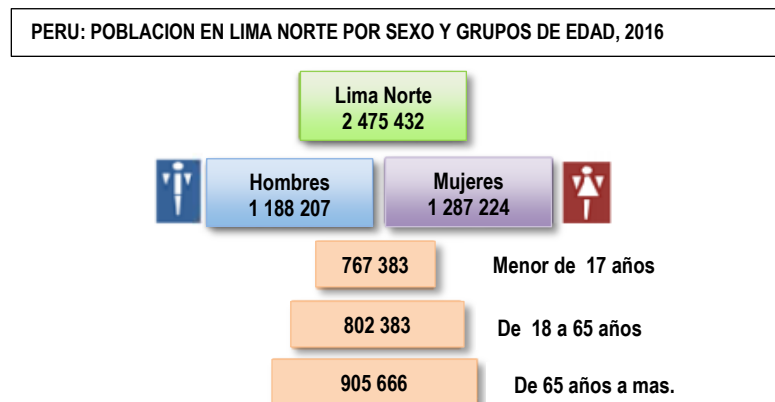 PERU: POBLACION EN LIMA NORTE POR SEXO Y GRUPOS DE EDAD, 2016
Lima Norte
2 475 432
Hombres
1 188 207
Mujeres
1 287 224
767 383
Menor de 17 años
802 383
De 18 a 65 años
905 666
De 65 años a mas.